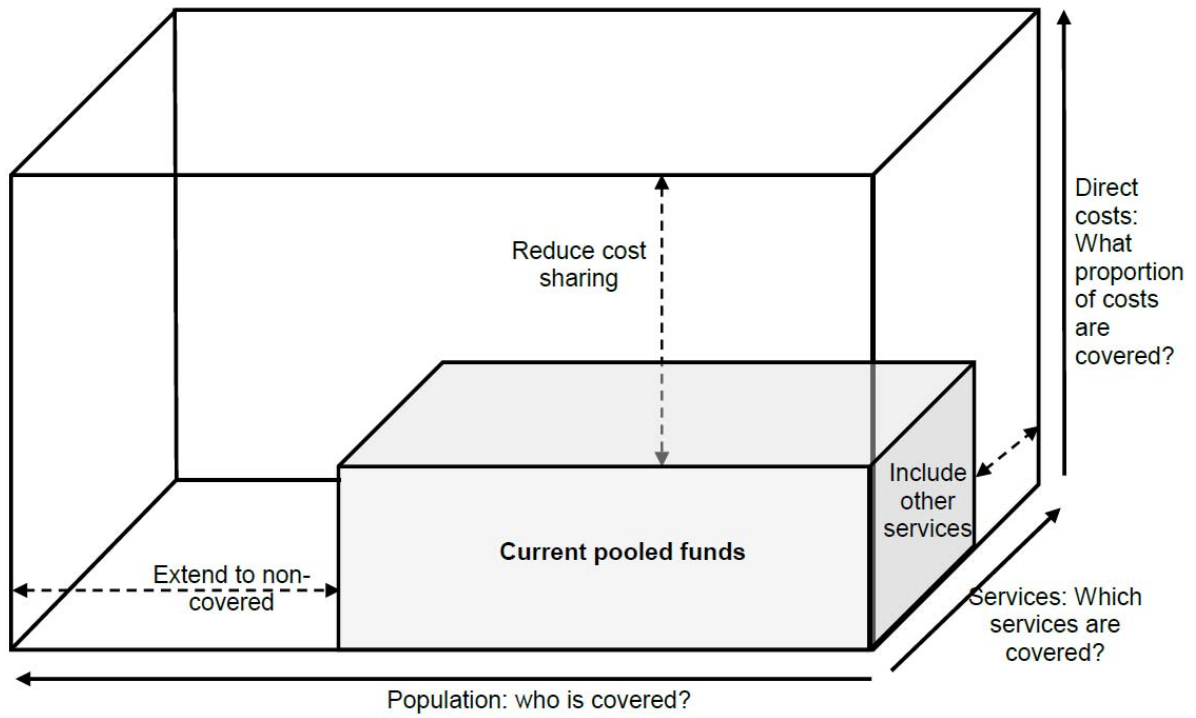 Direct
costs:
What
proportion
of costs
are
covered?
Reduce cost
sharing
Include
other
services
Current pooled funds
Extend to non-
covered
Services: Which
services are
covered?
Population: who is covered?